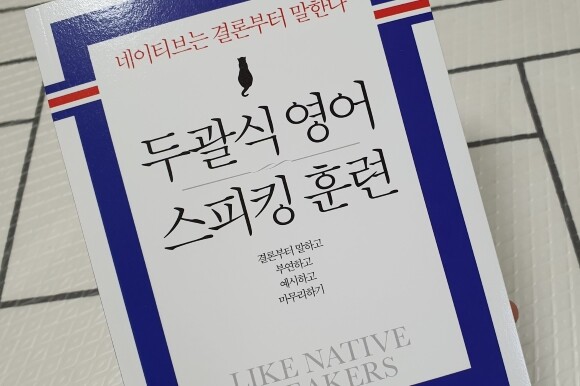 네이티브는 결론부터 말한다
두괄식 영어
스피킹 훈련
결론부터 말하고
부연하고
예시하고
마무리하기
LIKE NATIVE
SPEAKERS